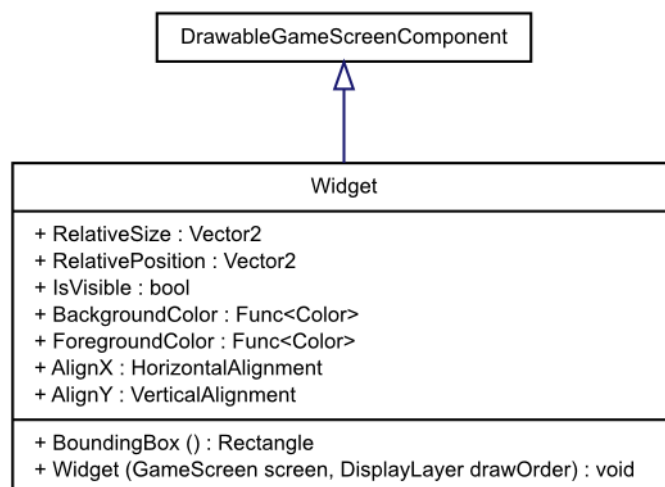 DrawableGameScreenComponent
Widget
+ RelativeSize : Vector2
+ RelativePosition : Vector2
+ IsVisible : bool
+ BackgroundColor : Func<Color>
+ ForegroundColor : Func<Color>
+ AlignX : HorizontalAlignment
+ AlignY : VerticalAlignment
+ BoundingBox () : Rectangle
+ Widget (GameScreen screen, DisplayLayer drawOrder) : void